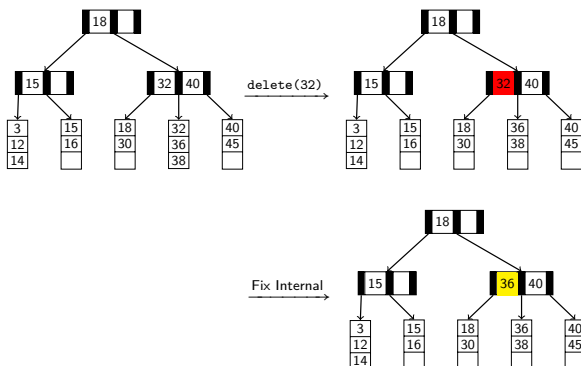 18 18
15 32 40 delete(32) 15 32 40
3 15 18 32 40 3 15 18 36 40
12 16 30 36 45 12 16 30 38 45
14 38 14
18
Fix Internal 15 36 40
3 15 18 36 40
12 16 30 38 45
14